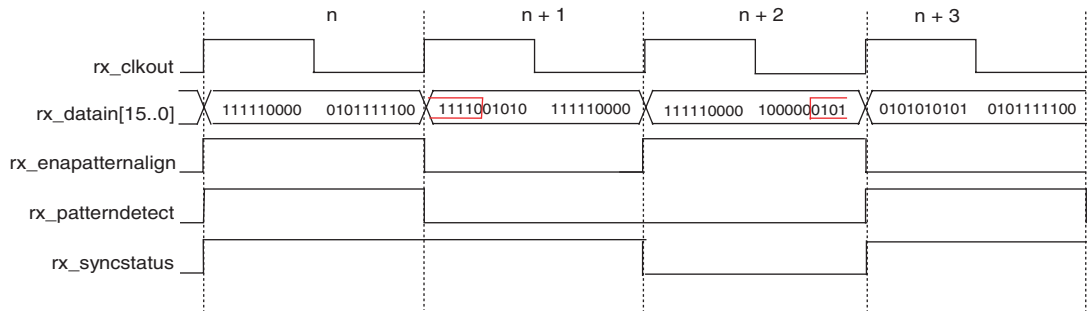 n n + 1 n + 2 n + 3
rx_clkout
rx_datain[15..0] 111110000 0101111100 1111001010 111110000 111110000 1000000101 0101010101 0101111100
rx_enapatternalign
rx_patterndetect
rx_syncstatus